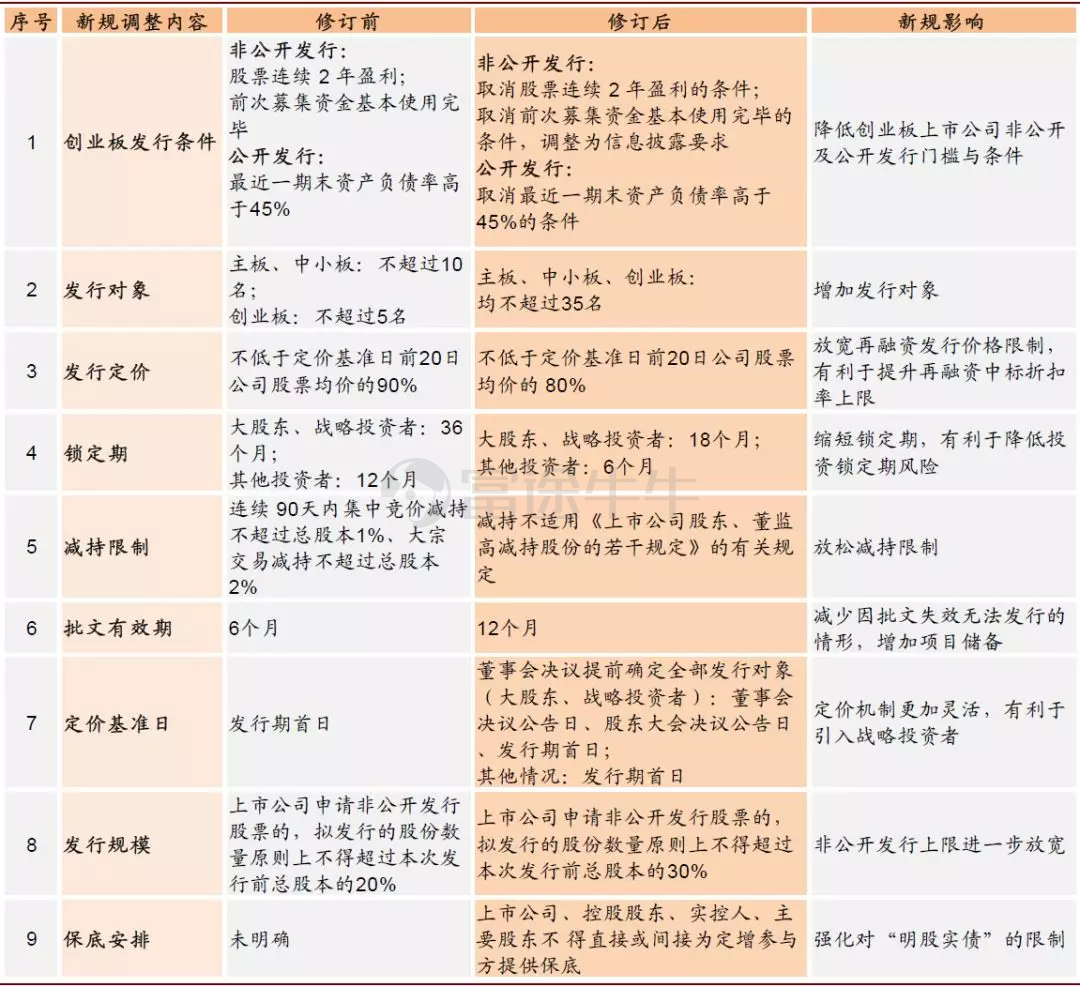 序号 新规调整内容 修订前 修订后 新规影响
1
创业板发行条件
非公开发行：
股票连续 2 年盈利；
前次募集资金基本使用完
毕
公开发行：
最近一期末资产负债率高
于45%
非公开发行：
取消股票连续 2 年盈利的条件；
取消前次募集资金基本使用完毕的
条件，调整为信息披露要求
公开发行：
取消最近一期末资产负债率高于
45%的条件
降低创业板上市公司非公开
及公开发行门槛与条件
2
发行对象
主板、中小板：不超过10
名；
创业板：不超过5名
主板、中小板、创业板：
均不超过35名
增加发行对象
3
发行定价
不低于定价基准日前20日
公司股票均价的90%
不低于定价基准日前20日公司股票
均价的 80%
放宽再融资发行价格限制，
有利于提升再融资中标折扣
率上限
4
锁定期
大股东、战略投资者：36
个月；
其他投资者：12个月
大股东、战略投资者：18个月；
其他投资者：6个月
缩短锁定期，有利于降低投
资锁定期风险
富途牛牛
5
减持限制
连续 90天内集中竞价减持
不超过总股本1%、大宗
交易减持不超过总股本
2%
减持不适用《上市公司股东、董监
高减持股份的若干规定》的有关规
定
放松减持限制
6
批文有效期
6个月
12个月
减少因批文失效无法发行的
情形，增加项目储备
7
定价基准日
发行期首日
董事会决议提前确定全部发行对象
（大股东、战略投资者）：董事会
决议公告日、股东大会决议公告日
、发行期首日；
其他情况：发行期首日
定价机制更加灵活，有利于
引入战略投资者
8
发行规模
上市公司申请非公开发行
股票的，拟发行的股份数
量原则上不得超过本次发
行前总股本的20%
上市公司申请非公开发行股票的，
拟发行的股份数量原则上不得超过
本次发行前总股本的30%
非公开发行上限进一步放宽
9
保底安排
未明确
上市公司、控股股东、实控人、主
要股东不 得直接或间接为定增参与
方提供保底
强化对“明股实债”的限制